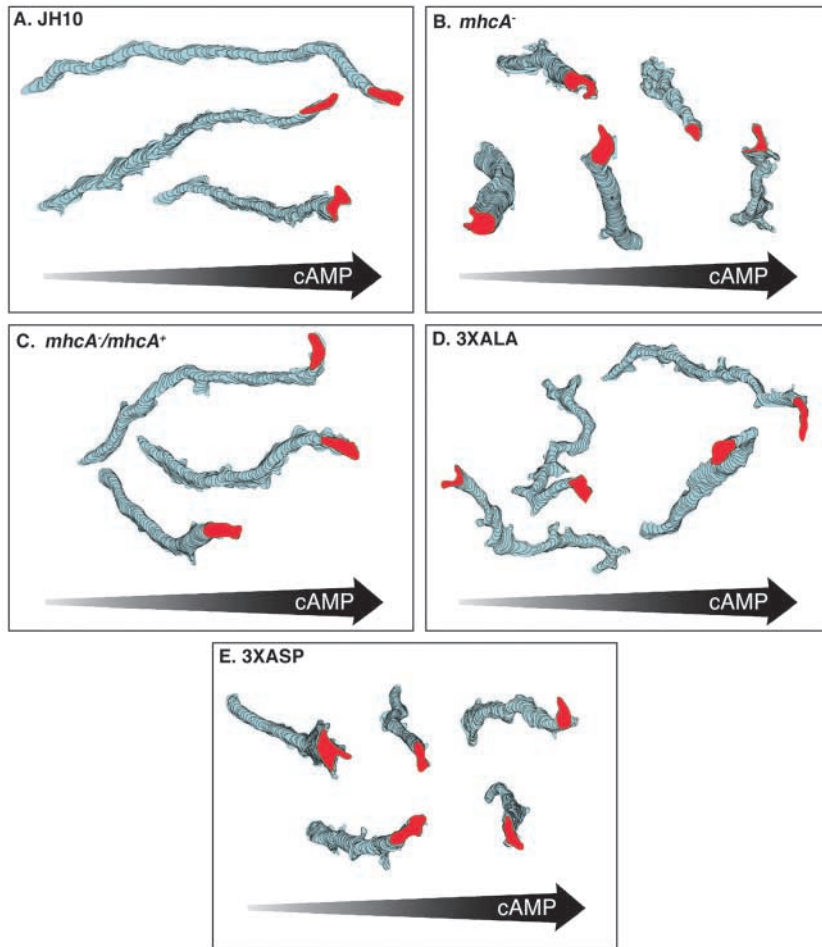 A. JH10
cAMP
B. mhcA-
cAMP
C. mhcA-/mhcA+
cAMP
D. 3XALA
cAMP
E. 3XASP
cAMP